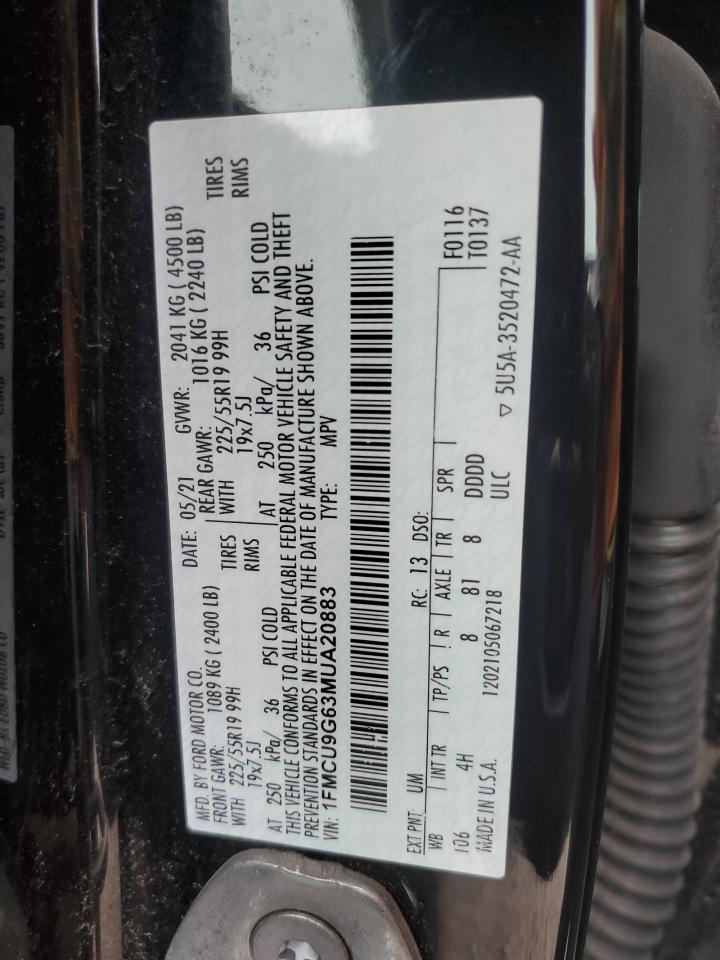 MFD. BY FORD MOTOR CO.
DATE: 05/21 GVWR: 2041 KG ( 4500 LB)
FRONT GAWR: 1089 KG ( 2400 LB) REAR GAWR: 1016 KG ( 2240 LB)
WITH 225/55R19 99H TIRES WITH 225/55R19 99H TIRES
19x7.5J RIMS 19x7.5J RIMS
AT 250 kPa/ 36 PSI COLD AT 250 kPa/ 36 PSI COLD
THIS VEHICLE CONFORMS TO ALL APPLICABLE FEDERAL MOTOR VEHICLE SAFETY AND THEFT
PREVENTION STANDARDS IN EFFECT ON THE DATE OF MANUFACTURE SHOWN ABOVE.
VIN: 1FMCU9G63MUA20883 TYPE: MPV
EXT PNT: UM RC: 13 DSO:
WB INT TR TP/PS R AXLE TR SPR F0116
106 4H 8 81 8 DDDD T0137
MADE IN U.S.A. 1202105067218 ULC ▽ 5U5A-3520472-AA